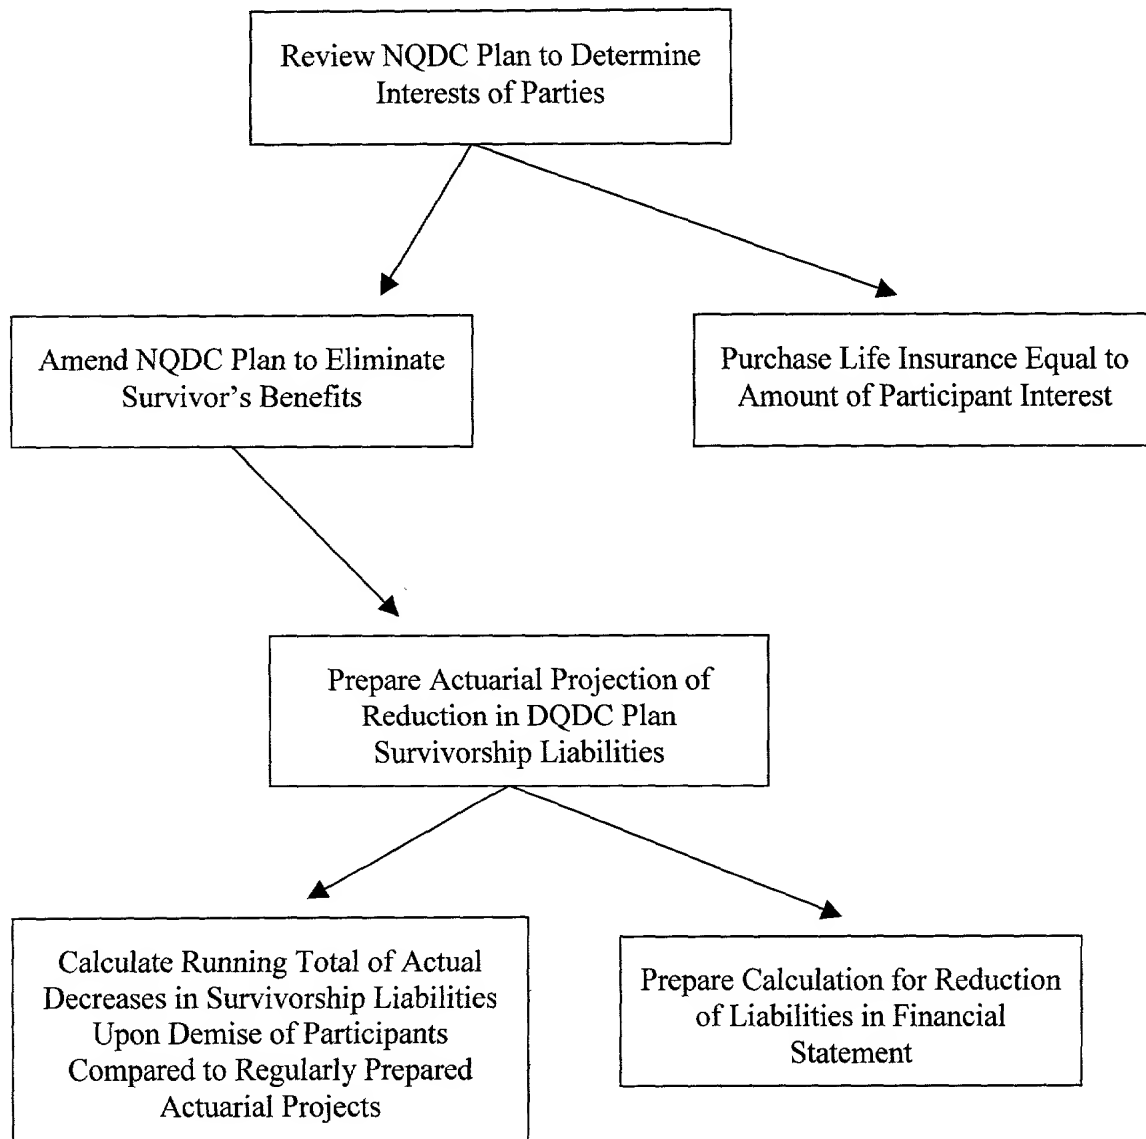 Review NQDC Plan to Determine
Interests of Parties
Amend NQDC Plan to Eliminate
Survivor's Benefits
Purchase Life Insurance Equal to
Amount of Participant Interest
Prepare Actuarial Projection of
Reduction in DQDC Plan
Survivorship Liabilities
Calculate Running Total of Actual
Decreases in Survivorship Liabilities
Upon Demise of Participants
Compared to Regularly Prepared
Actuarial Projects
Prepare Calculation for Reduction
of Liabilities in Financial
Statement